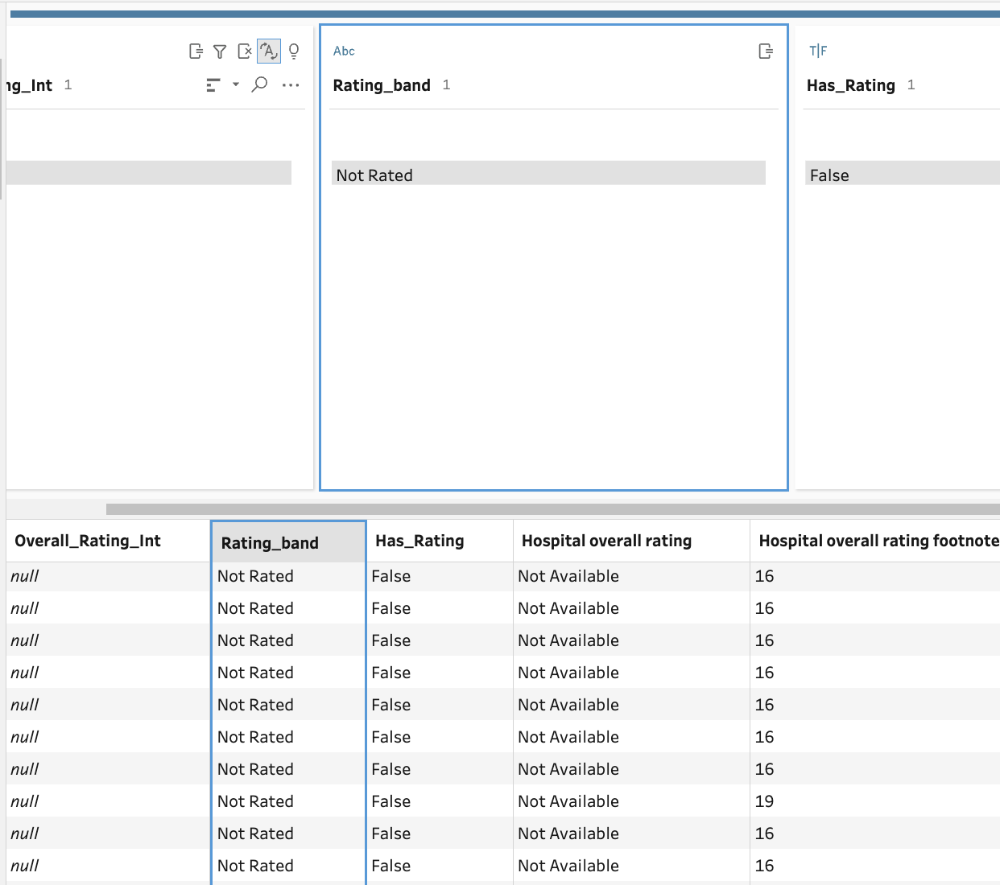 Abc
T|F
ng_Int 1
Rating_band 1
Has_Rating 1
Not Rated
False
Overall_Rating_Int Rating_band Has_Rating Hospital overall rating Hospital overall rating footnote
null Not Rated False Not Available 16
null Not Rated False Not Available 16
null Not Rated False Not Available 16
null Not Rated False Not Available 16
null Not Rated False Not Available 16
null Not Rated False Not Available 16
null Not Rated False Not Available 16
null Not Rated False Not Available 19
null Not Rated False Not Available 16
null Not Rated False Not Available 16